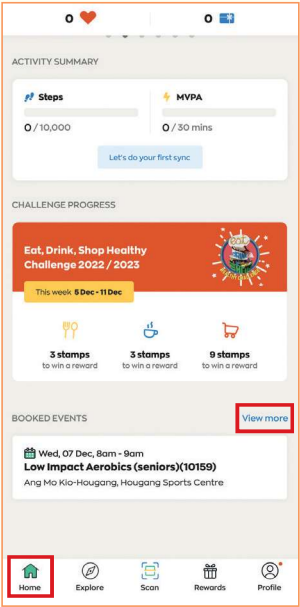 0 0
ACTIVITY SUMMARY
Steps MVPA
0/10,000 0/30 mins
Let's do your first sync
CHALLENGE PROGRESS
Eat, Drink, Shop Healthy
Challenge 2022 / 2023
This week 5 Dec - 11 Dec
3 stamps 3 stamps 9 stamps
to win a reward to win a reward to win a reward
BOOKED EVENTS View more
Wed, 07 Dec, 8am - 9am
Low Impact Aerobics (seniors)(10159)
Ang Mo Kio-Hougang, Hougang Sports Centre
Home Explore Scan Rewards Profile